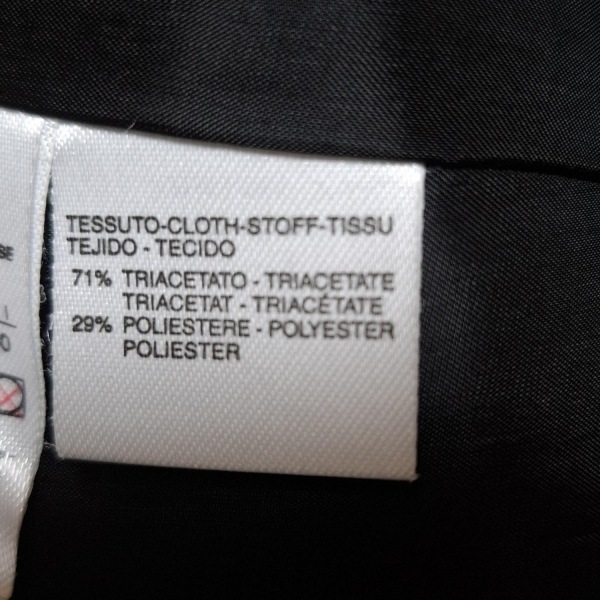 TESSUTO-CLOTH-STOFF-TISSU
TEJIDO - TECIDO
71% TRIACETATO - TRIACETATE
TRIACETAT - TRIACÉTATE
29% POLIESTERE - POLYESTER
POLIESTER